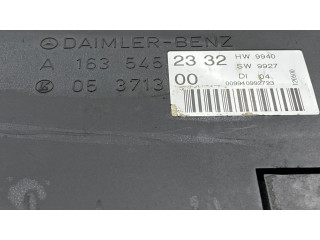 DAIMLER-BENZ
A 163 545 23 32 HW 9940
SW 9927
05 3713 00 DI 04